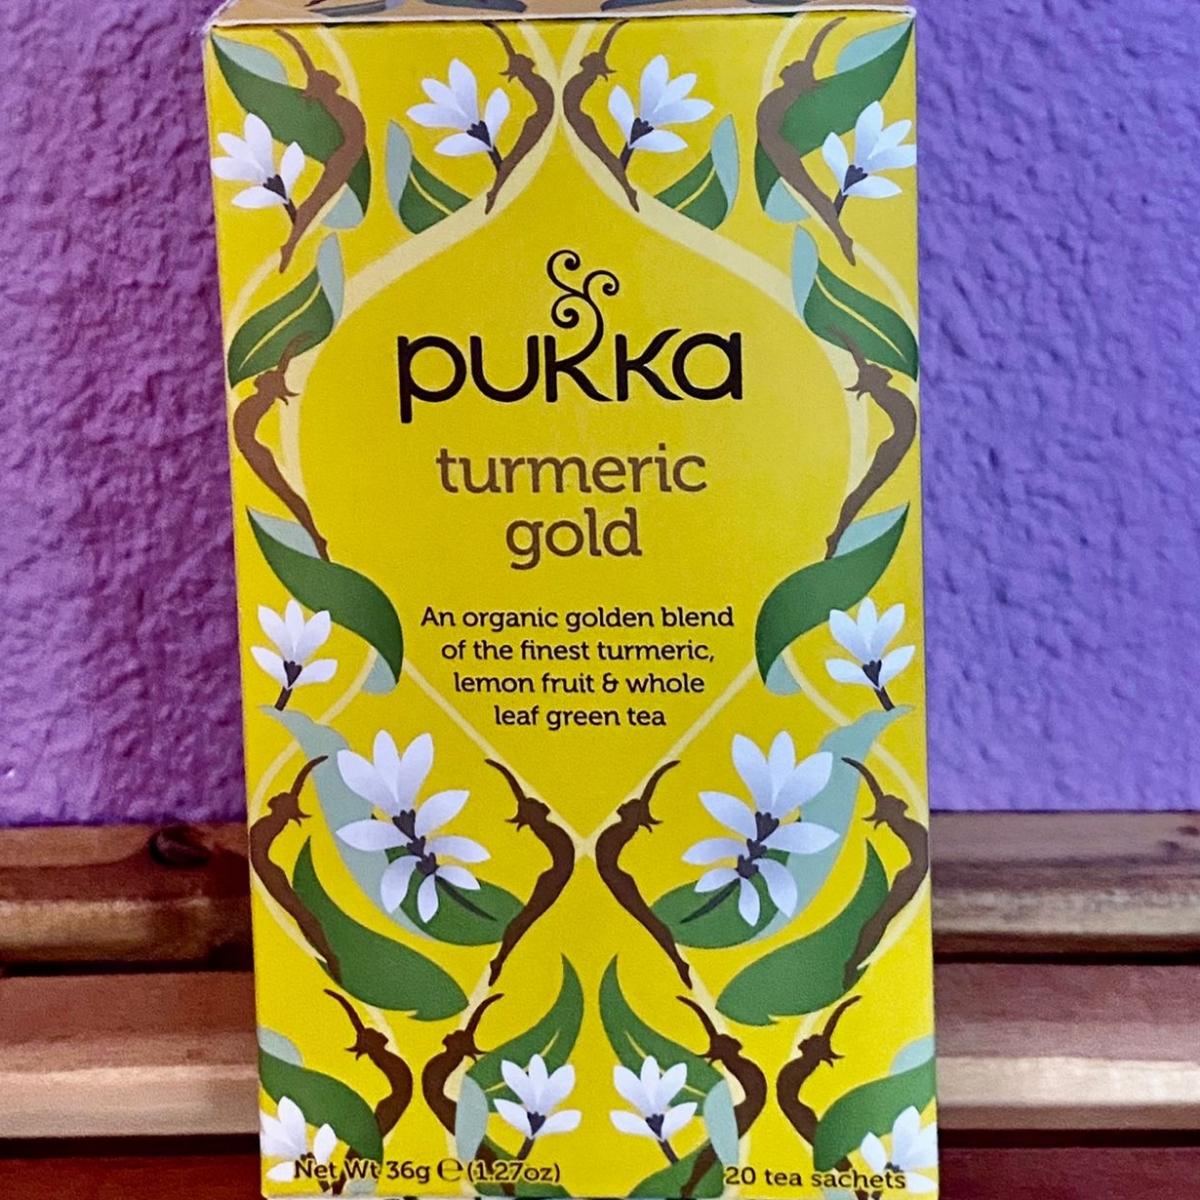 pukka
turmeric
gold
An organic golden blend
of the finest turmeric,
lemon fruit & whole
leaf green tea
Net Wt 36g ℮ (1.27oz)
20 tea sachets